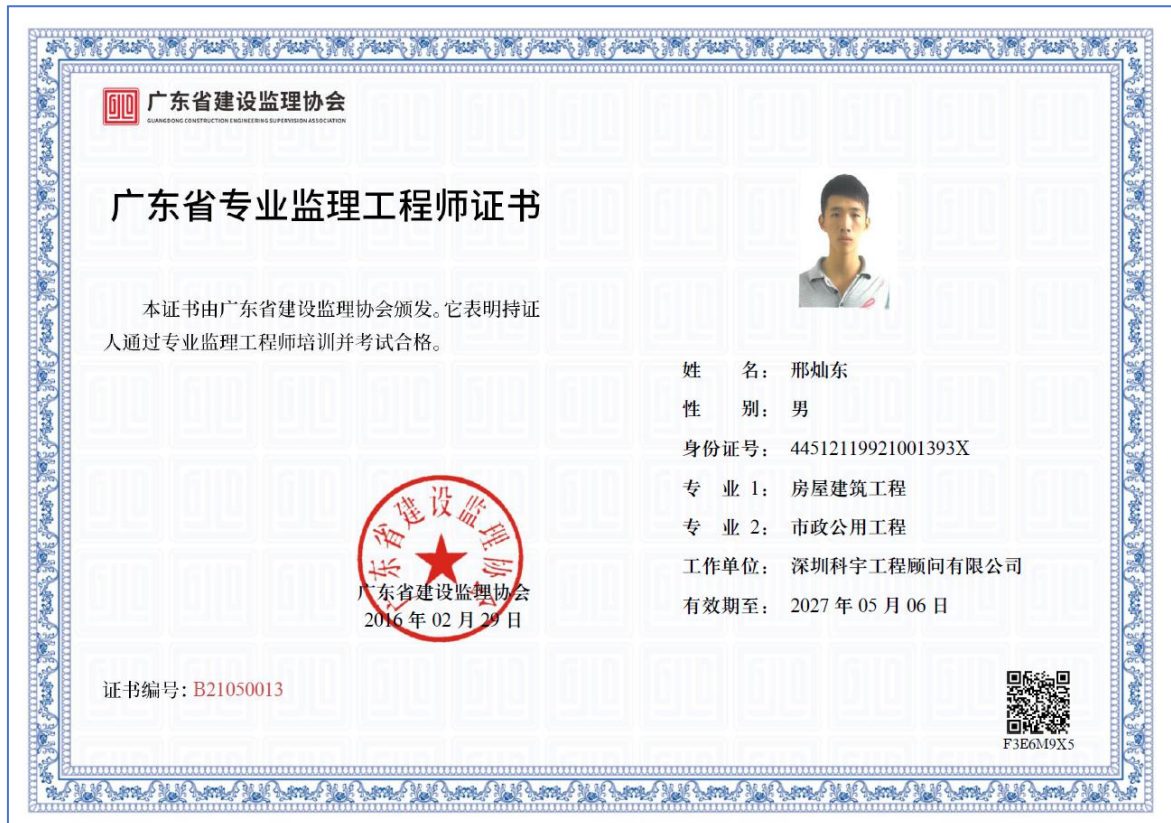 广东省建设监理协会
GUANGDONG CONSTRUCTION ENGINEERING SUPERVISION ASSOCIATION
广东省专业监理工程师证书
本证书由广东省建设监理协会颁发。它表明持证
人通过专业监理工程师培训并考试合格。
姓 名： 邢灿东
性 别： 男
身份证号： 44512119921001393X
专 业 1： 房屋建筑工程
专 业 2： 市政公用工程
工作单位： 深圳科宇工程顾问有限公司
有效期至： 2027 年 05 月 06 日
广东省建设监理协会
广东省建设监理协会
2016 年 02 月 29 日
证书编号: B21050013
F3E6M9X5